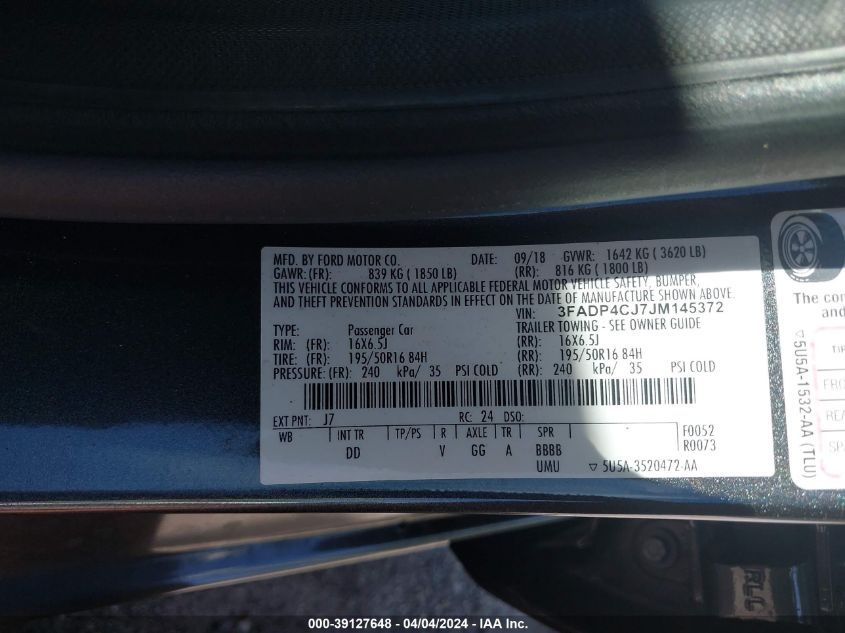 MFD. BY FORD MOTOR CO. DATE: 09/18 GVWR: 1642 KG ( 3620 LB)
GAWR: (FR): 839 KG ( 1850 LB) (RR): 816 KG ( 1800 LB)
THIS VEHICLE CONFORMS TO ALL APPLICABLE FEDERAL MOTOR VEHICLE SAFETY, BUMPER,
AND THEFT PREVENTION STANDARDS IN EFFECT ON THE DATE OF MANUFACTURE SHOWN ABOVE.
VIN: 3FADP4CJ7JM145372
TYPE: Passenger Car TRAILER TOWING - SEE OWNER GUIDE
RIM: (FR): 16X6.5J (RR): 16X6.5J
TIRE: (FR): 195/50R16 84H (RR): 195/50R16 84H
PRESSURE: (FR): 240 kPa/ 35 PSI COLD (RR): 240 kPa/ 35 PSI COLD
EXT PNT: J7 RC: 24 DSO:
WB INT TR TP/PS R AXLE TR SPR F0052
DD V GG A BBBB R0073
UMU ▽ 5U5A-3520472-AA
The co
TIR
FRO
REA
SPA
▽ 5U5A-1532-AA (TLU)
RLC
000-39127648 - 04/04/2024 - IAA Inc.